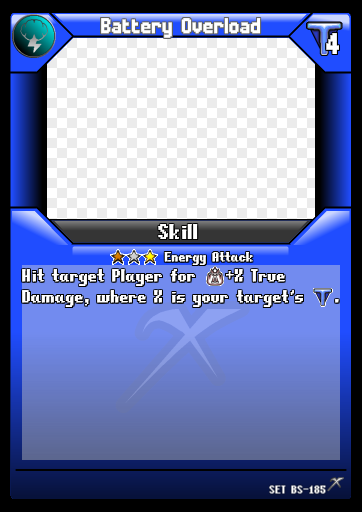 Battery Overload
4
Skill
Energy Attack
Hit target Player for +X True
Damage, where X is your target's .
SET BS-185